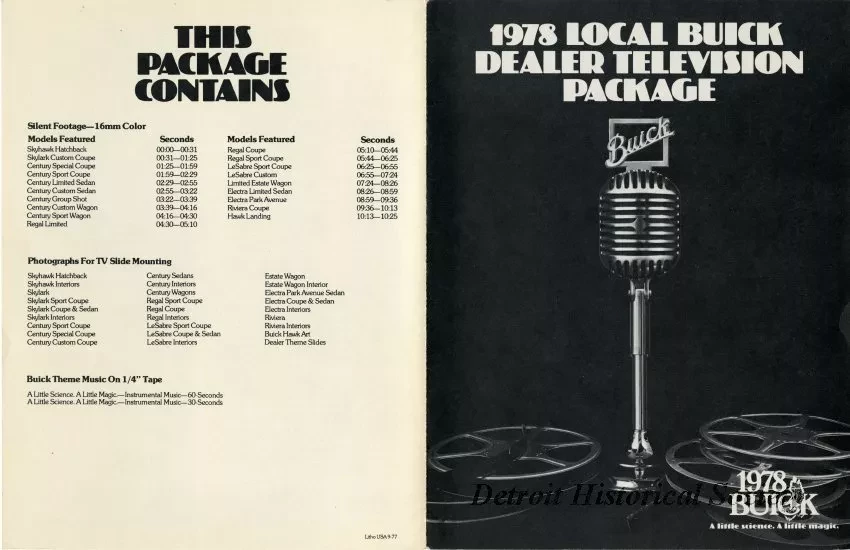 THIS
PACKAGE
CONTAINS
Silent Footage—16mm Color
Models Featured Seconds
Skyhawk Hatchback 00:00—00:31
Skylark Custom Coupe 00:31—01:25
Century Special Coupe 01:25—01:59
Century Sport Coupe 01:59—02:29
Century Limited Sedan 02:29—02:55
Century Custom Sedan 02:55—03:22
Century Group Shot 03:22—03:39
Century Custom Wagon 03:39—04:16
Century Sport Wagon 04:16—04:30
Regal Limited 04:30—05:10
Models Featured Seconds
Regal Coupe 05:10—05:44
Regal Sport Coupe 05:44—06:25
LeSabre Sport Coupe 06:25—06:55
LeSabre Custom 06:55—07:24
Limited Estate Wagon 07:24—08:26
Electra Limited Sedan 08:26—08:59
Electra Park Avenue 08:59—09:36
Riviera Coupe 09:36—10:13
Hawk Landing 10:13—10:25
Photographs For TV Slide Mounting
Skyhawk Hatchback
Skyhawk Interiors
Skylark
Skylark Sport Coupe
Skylark Coupe & Sedan
Skylark Interiors
Century Sport Coupe
Century Special Coupe
Century Custom Coupe
Century Sedans
Century Interiors
Century Wagons
Regal Sport Coupe
Regal Coupe
Regal Interiors
LeSabre Sport Coupe
LeSabre Coupe & Sedan
LeSabre Interiors
Estate Wagon
Estate Wagon Interior
Electra Park Avenue Sedan
Electra Coupe & Sedan
Electra Interiors
Riviera
Riviera Interiors
Buick Hawk Art
Dealer Theme Slides
Buick Theme Music On 1/4" Tape
A Little Science. A Little Magic.—Instrumental Music—60-Seconds
A Little Science. A Little Magic.—Instrumental Music—30-Seconds
Litho USA 9-77
1978 LOCAL BUICK
DEALER TELEVISION
PACKAGE
Buick
Detroit Historical
1978
BUICK
A little science. A little magic.